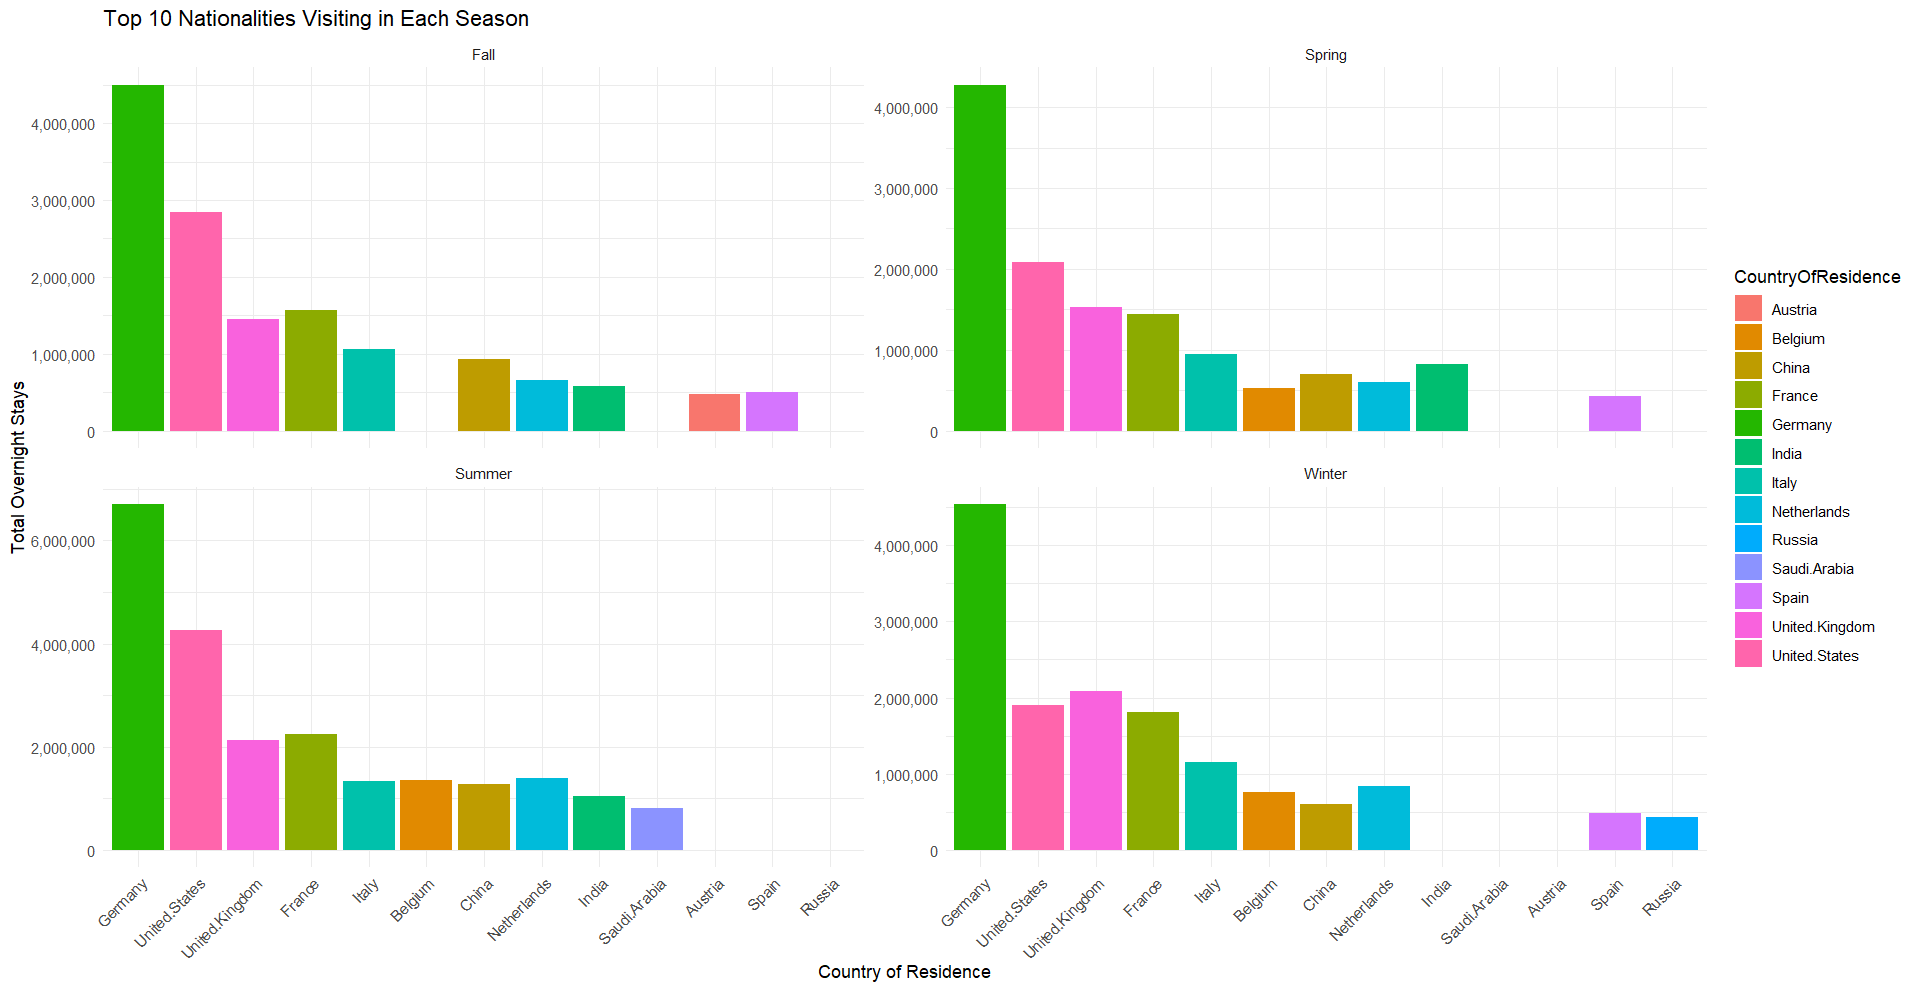 Top 10 Nationalities Visiting in Each Season
Fall
4,000,000
3,000,000
2,000,000
1,000,000
0
Spring
4,000,000
3,000,000
2,000,000
1,000,000
0
Summer
6,000,000
4,000,000
2,000,000
0
Winter
4,000,000
3,000,000
2,000,000
1,000,000
0
Total Overnight Stays
Germany
United.States
United.Kingdom
France
Italy
Belgium
China
Netherlands
India
Saudi.Arabia
Austria
Spain
Russia
Germany
United.States
United.Kingdom
France
Italy
Belgium
China
Netherlands
India
Saudi.Arabia
Austria
Spain
Russia
Country of Residence
CountryOfResidence
Austria
Belgium
China
France
Germany
India
Italy
Netherlands
Russia
Saudi.Arabia
Spain
United.Kingdom
United.States